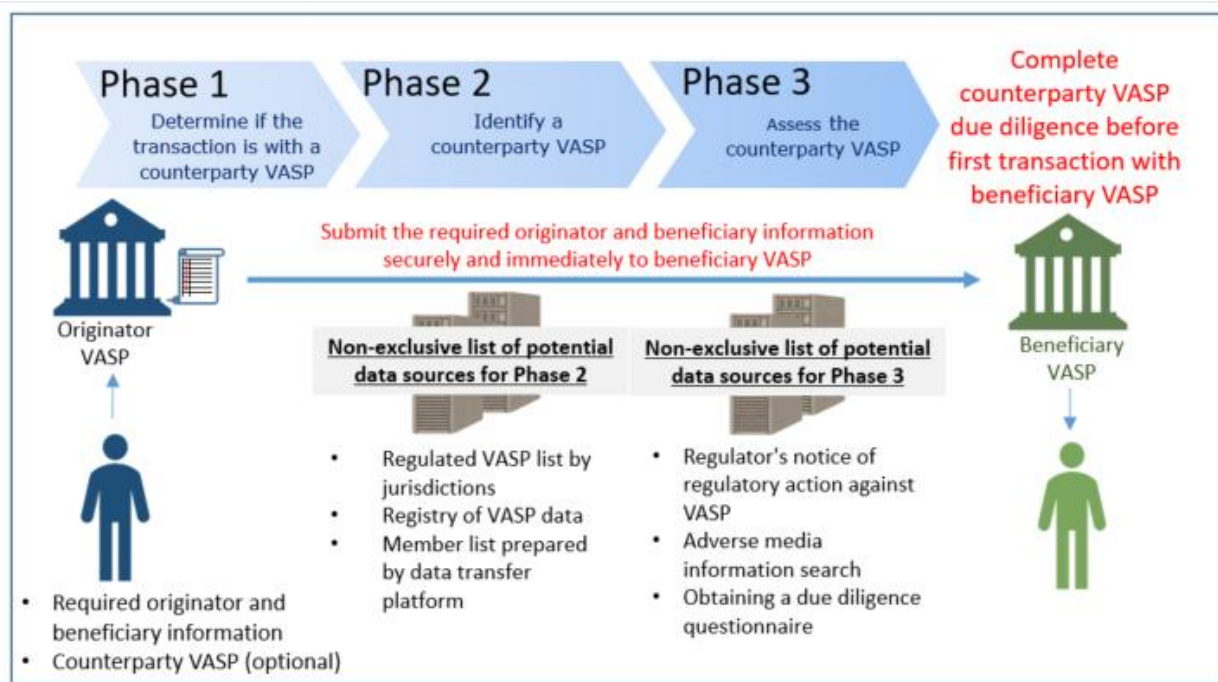 Phase 1
Determine if the
transaction is with a
counterparty VASP
Phase 2
Identify a
counterparty VASP
Phase 3
Assess the
counterparty VASP
Complete
counterparty VASP
due diligence before
first transaction with
beneficiary VASP
Submit the required originator and beneficiary information
securely and immediately to beneficiary VASP
Originator
VASP
Non-exclusive list of potential
data sources for Phase 2
Non-exclusive list of potential
data sources for Phase 3
Beneficiary
VASP
• Regulated VASP list by
jurisdictions
• Registry of VASP data
• Member list prepared
by data transfer
platform
• Regulator's notice of
regulatory action against
VASP
• Adverse media
information search
• Obtaining a due diligence
questionnaire
• Required originator and
beneficiary information
• Counterparty VASP (optional)